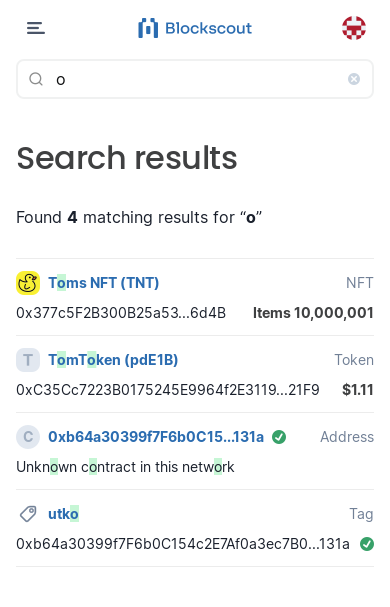 Blockscout
o
Search results
Found 4 matching results for “o”
Toms NFT (TNT) NFT
0x377c5F2B300B25a53...6d4B Items 10,000,001
T TomToken (pdE1B) Token
0xC35Cc7223B0175245E9964f2E3119...21F9 $1.11
C 0xb64a30399f7F6b0C15...131a Address
Unknown contract in this network
utko Tag
0xb64a30399f7F6b0C154c2E7Af0a3ec7B0...131a